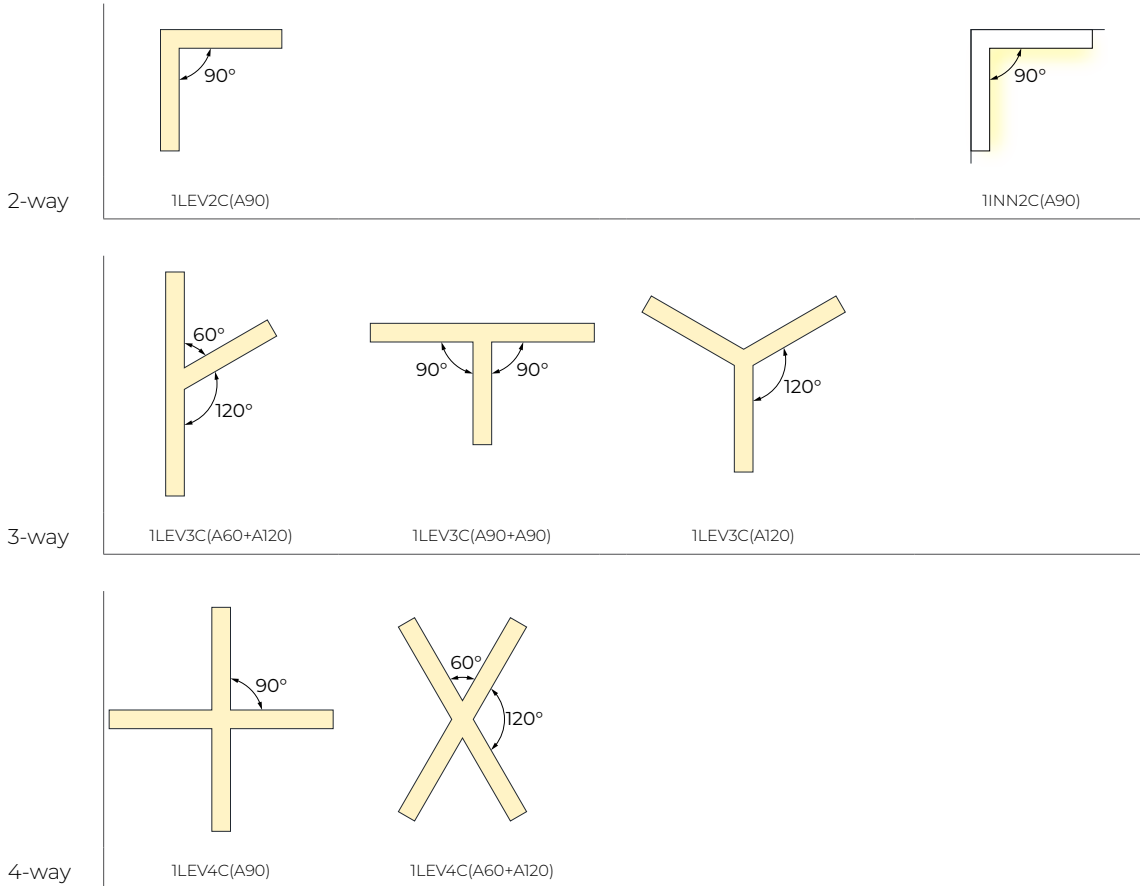 90°
90°
2-way
1LEV2C(A90)
1INN2C(A90)
60°
120°
90°
90°
120°
3-way
1LEV3C(A60+A120)
1LEV3C(A90+A90)
1LEV3C(A120)
90°
60°
120°
4-way
1LEV4C(A90)
1LEV4C(A60+A120)